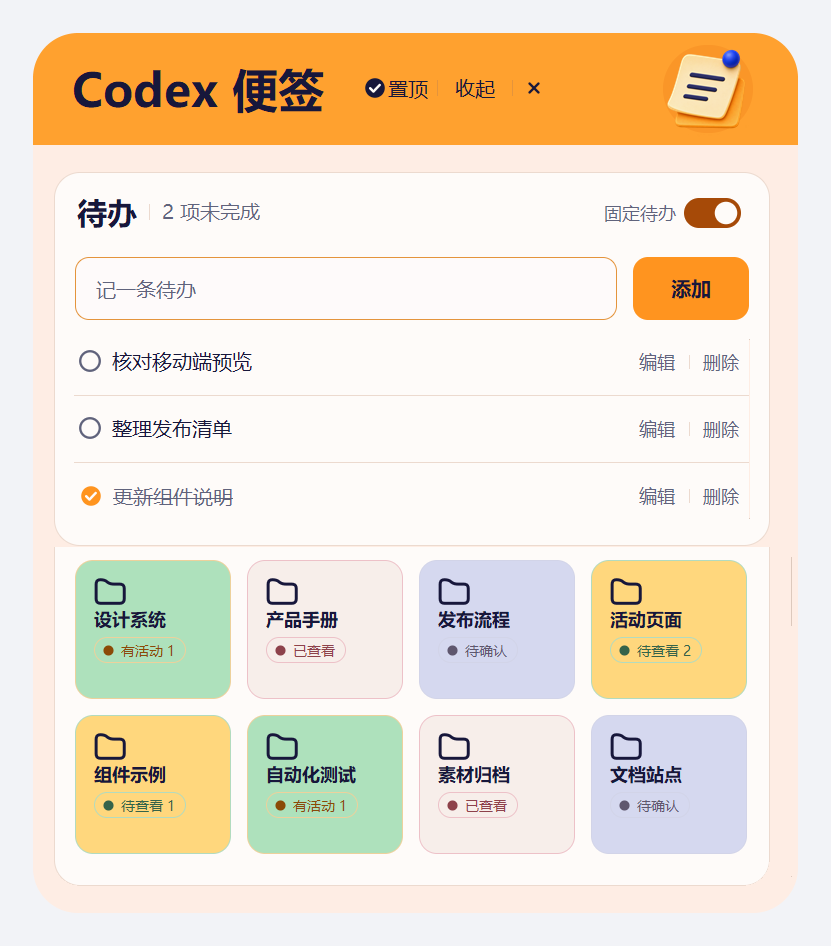 Codex 便签 置顶 收起 ×
待办 2 项未完成 固定待办
记一条待办 添加
核对移动端预览 编辑 删除
整理发布清单 编辑 删除
更新组件说明 编辑 删除
设计系统 产品手册 发布流程 活动页面
有活动 1 已查看 待确认 待查看 2
组件示例 自动化测试 素材归档 文档站点
待查看 1 有活动 1 已查看 待确认